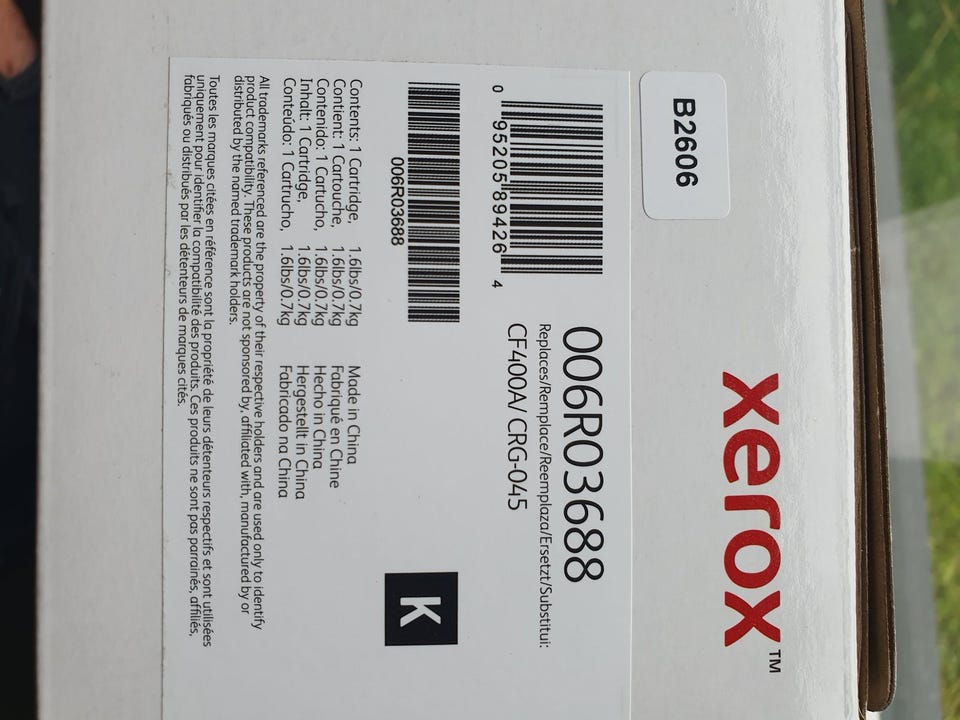 xerox™
B2606
006R03688
Replaces/Remplace/Reemplaza/Ersetzt/Substitui:
CF400A/ CRG-045
0 95205 89426 4
006R03688
K
Contents: 1 Cartridge, 1.6lbs/0.7kg Made in China
Contient: 1 Cartouche, 1.6lbs/0.7kg Fabriqué en Chine
Contenido: 1 Cartucho, 1.6lbs/0.7kg Hecho in China
Inhalt: 1 Cartridge, 1.6lbs/0.7kg Hergestellt in China
Conteúdo: 1 Cartrucho, 1.6lbs/0.7kg Fabricado na China
All trademarks referenced are the property of their respective holders and are used only to identify
product compatibility. These products are not sponsored by, affiliated with, manufactured by or
distributed by the named trademark holders.
Toutes les marques citées en référence sont la propriété de leurs détenteurs respectifs et sont utilisées
uniquement pour identifier la compatibilité des produits. Ces produits ne sont pas parrainés, affiliés,
fabriqués ou distribués par les détenteurs de marques cités.